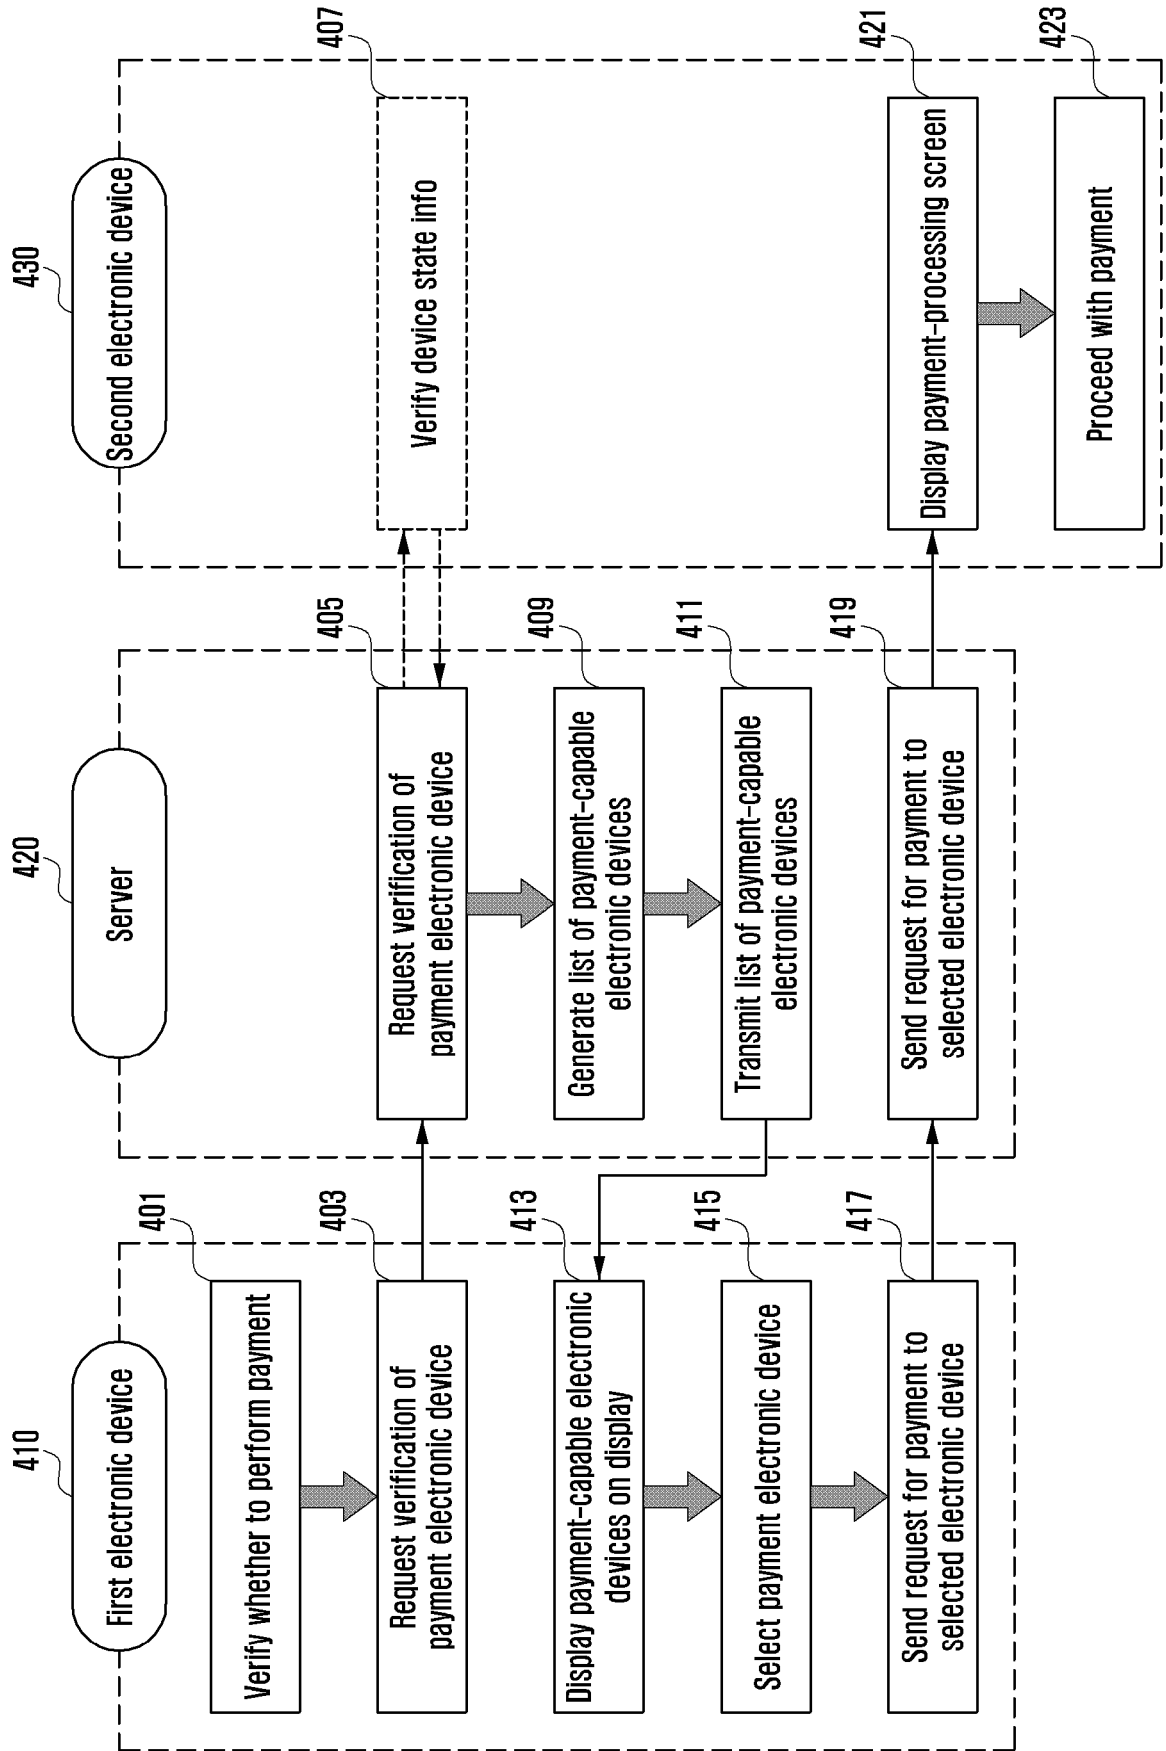 410
First electronic device
401
Verify whether to perform payment
403
Request verification of
payment electronic device
413
Display payment-capable electronic
devices on display
415
Select payment electronic device
417
Send request for payment to
selected electronic device
420
Server
405
Request verification of
payment electronic device
409
Generate list of payment-capable
electronic devices
411
Transmit list of payment-capable
electronic devices
419
Send request for payment to
selected electronic device
430
Second electronic device
407
Verify device state info
421
Display payment-processing screen
423
Proceed with payment